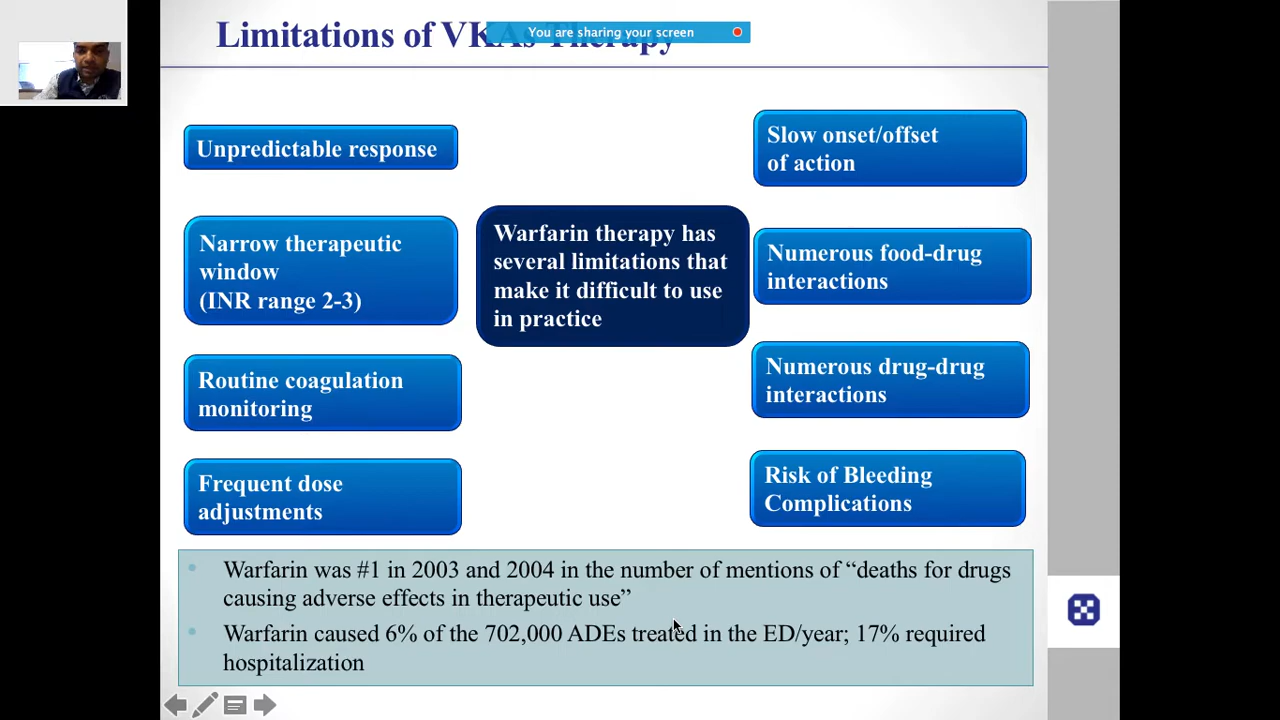 Limitations of VKAs Therapy
You are sharing your screen
Unpredictable response
Narrow therapeutic
window
(INR range 2-3)
Routine coagulation
monitoring
Frequent dose
adjustments
Warfarin therapy has
several limitations that
make it difficult to use
in practice
Slow onset/offset
of action
Numerous food-drug
interactions
Numerous drug-drug
interactions
Risk of Bleeding
Complications
• Warfarin was #1 in 2003 and 2004 in the number of mentions of “deaths for drugs
causing adverse effects in therapeutic use”
• Warfarin caused 6% of the 702,000 ADEs treated in the ED/year; 17% required
hospitalization